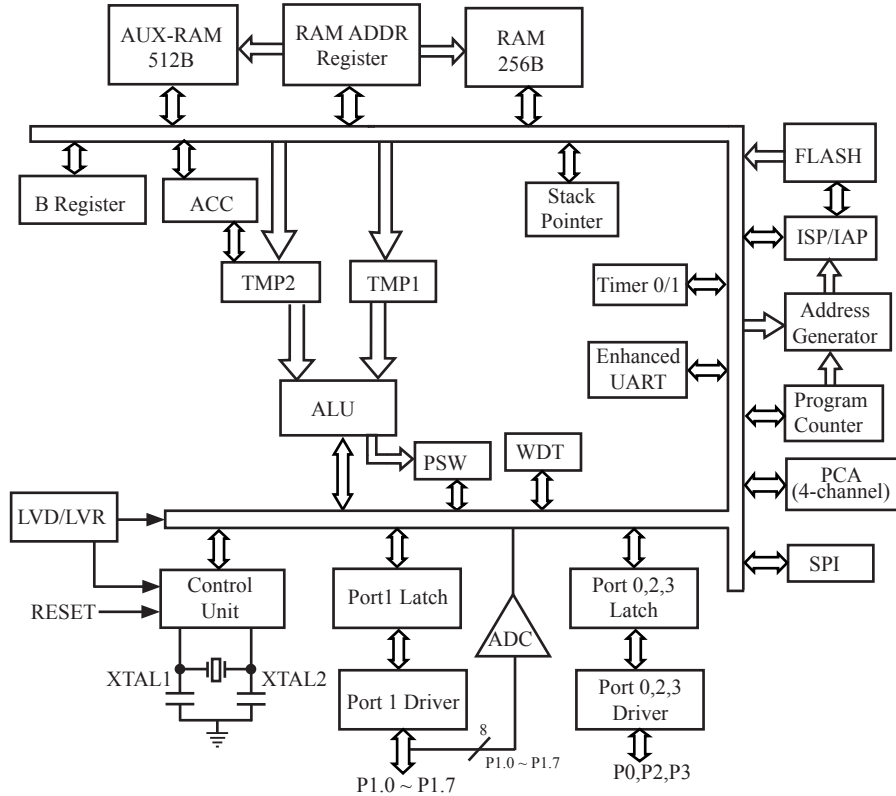 AUX-RAM
512B
RAM ADDR
Register
RAM
256B
FLASH
B Register
ACC
Stack
Pointer
ISP/IAP
TMP2
TMP1
Timer 0/1
Address
Generator
Enhanced
UART
ALU
Program
Counter
PSW
WDT
PCA
(4-channel)
LVD/LVR
SPI
Control
Unit
RESET
Port1 Latch
ADC
Port 0,2,3
Latch
XTAL1
XTAL2
Port 1 Driver
Port 0,2,3
Driver
8
P1.0 ~ P1.7
P1.0 ~ P1.7
P0,P2,P3